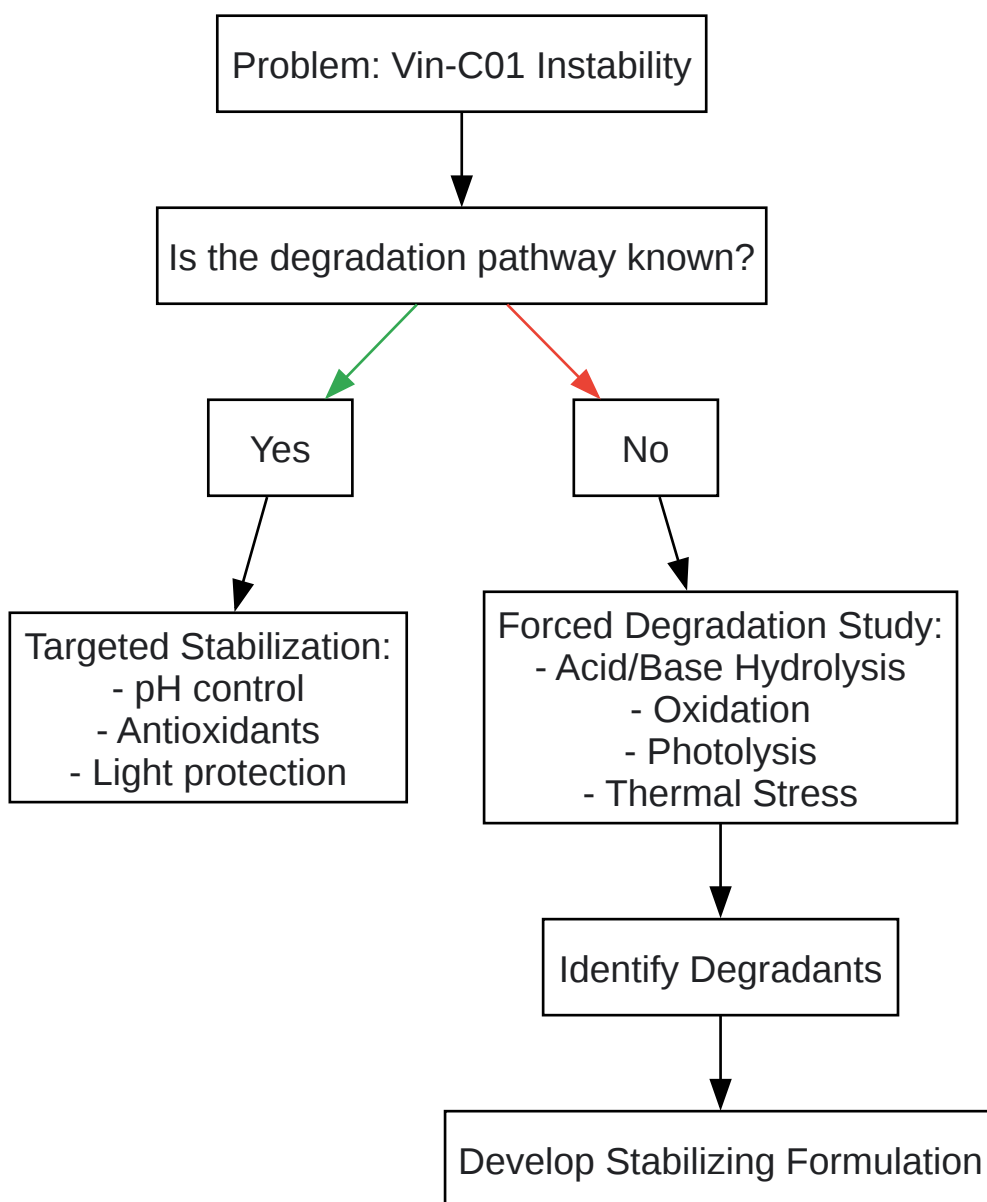 Problem: Vin-C01 Instability
Is the degradation pathway known?
Yes
No
Targeted Stabilization:
- pH control
- Antioxidants
- Light protection
Forced Degradation Study:
- Acid/Base Hydrolysis
- Oxidation
- Photolysis
- Thermal Stress
Identify Degradants
Develop Stabilizing Formulation